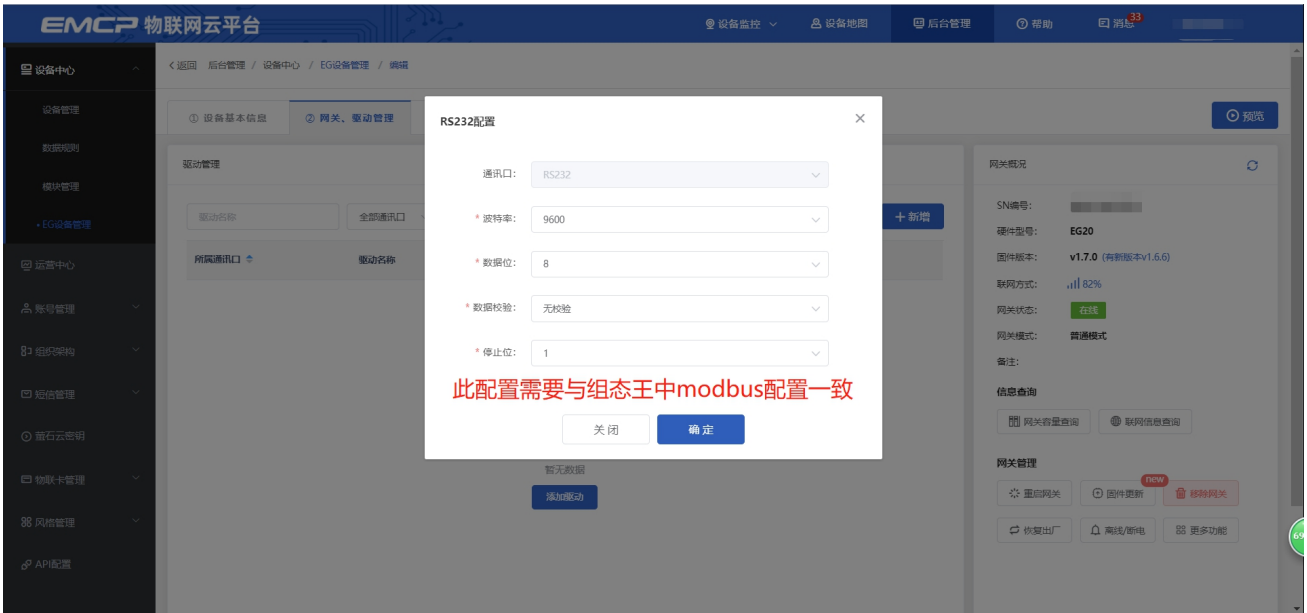 EMCP 物联网云平台
设备监控
设备地图
后台管理
帮助
消息
33
设备中心
设备管理
数据规则
模块管理
EG设备管理
运营中心
账号管理
组织架构
短信管理
萤石云密钥
物联卡管理
风格管理
API配置
<返回 后台管理 / 设备中心 / EG设备管理 / 编辑
① 设备基本信息
② 网关、驱动管理
预览
驱动管理
驱动名称
全部通讯口
+新增
所属通讯口
驱动名称
暂无数据
添加驱动
RS232配置
通讯口: RS232
* 波特率: 9600
* 数据位: 8
* 数据校验: 无校验
* 停止位: 1
此配置需要与组态王中modbus配置一致
关闭
确定
网关概况
SN编号:
硬件型号: EG20
固件版本: v1.7.0 (有新版本v1.6.6)
联网方式: 82%
网关状态: 在线
网关模式: 普通模式
备注:
信息查询
网关容量查询
联网信息查询
网关管理
new
重启网关
固件更新
移除网关
恢复出厂
离线/断电
更多功能
69